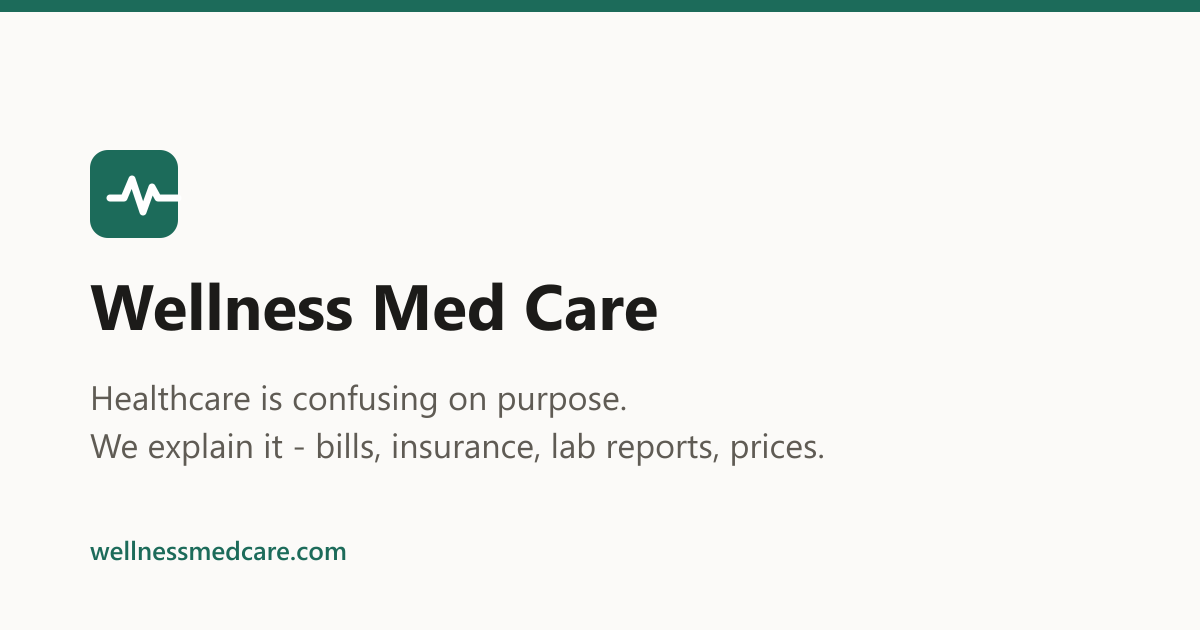 Wellness Med Care
Healthcare is confusing on purpose.
We explain it - bills, insurance, lab reports, prices.
wellnessmedcare.com